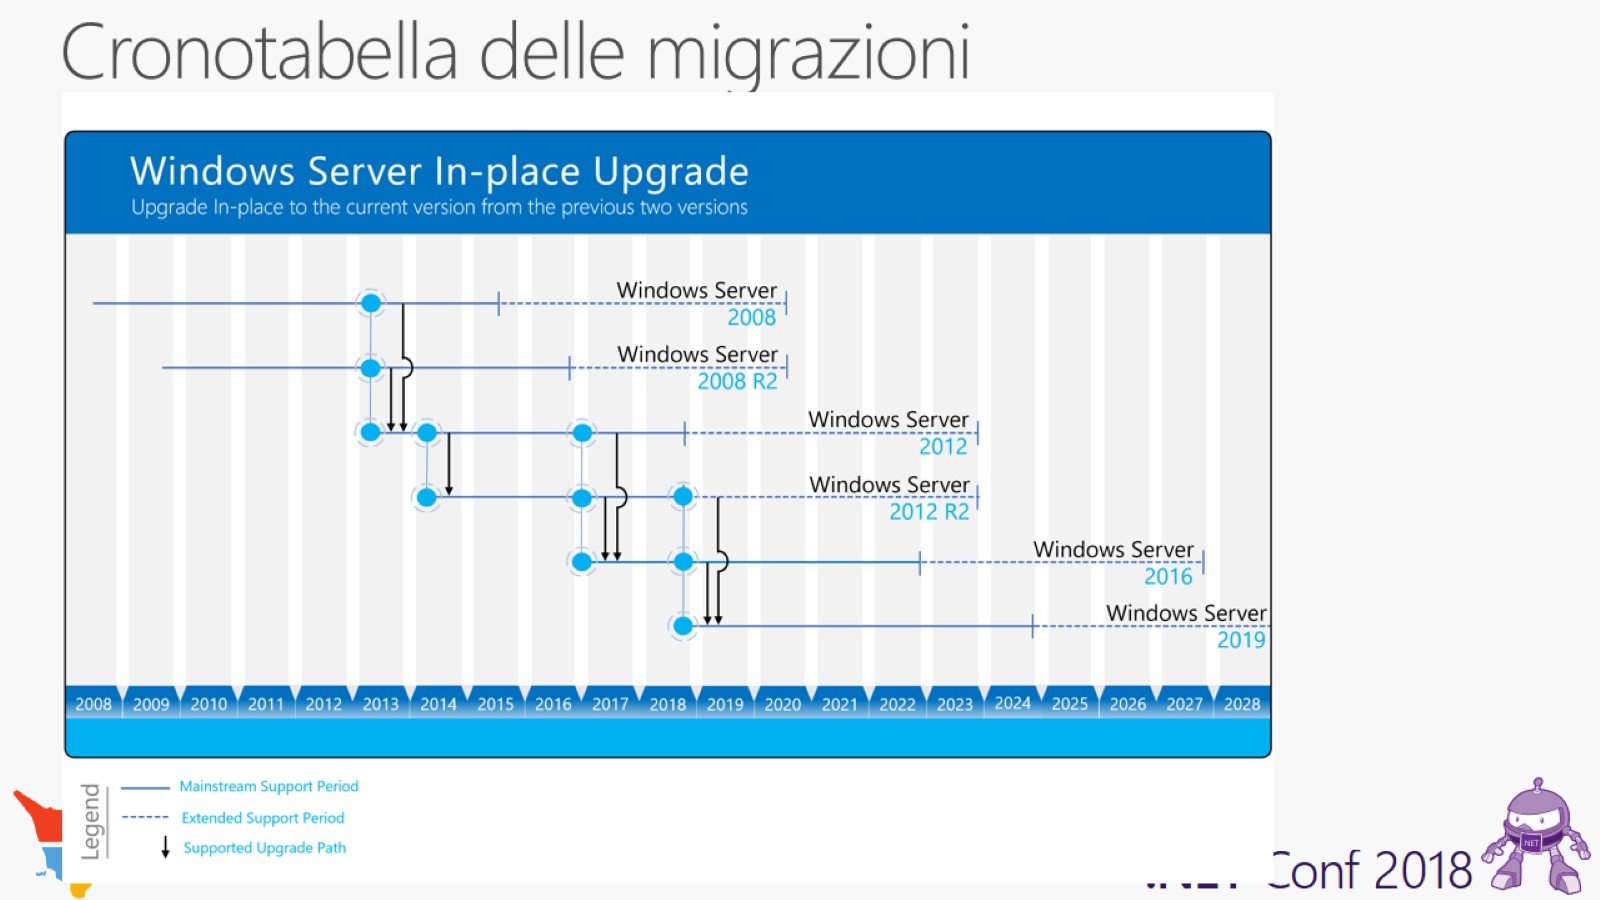 Cronotabella delle migrazioni
Windows Server In-place Upgrade
Upgrade In-place to the current version from the previous two versions
Windows Server
2008
Windows Server
2008 R2
Windows Server
2012
Windows Server
2012 R2
Windows Server
2016
Windows Server
2019
2008 2009 2010 2011 2012 2013 2014 2015 2016 2017 2018 2019 2020 2021 2022 2023 2024 2025 2026 2027 2028
Legend
Mainstream Support Period
Extended Support Period
Supported Upgrade Path
Conf 2018
NET